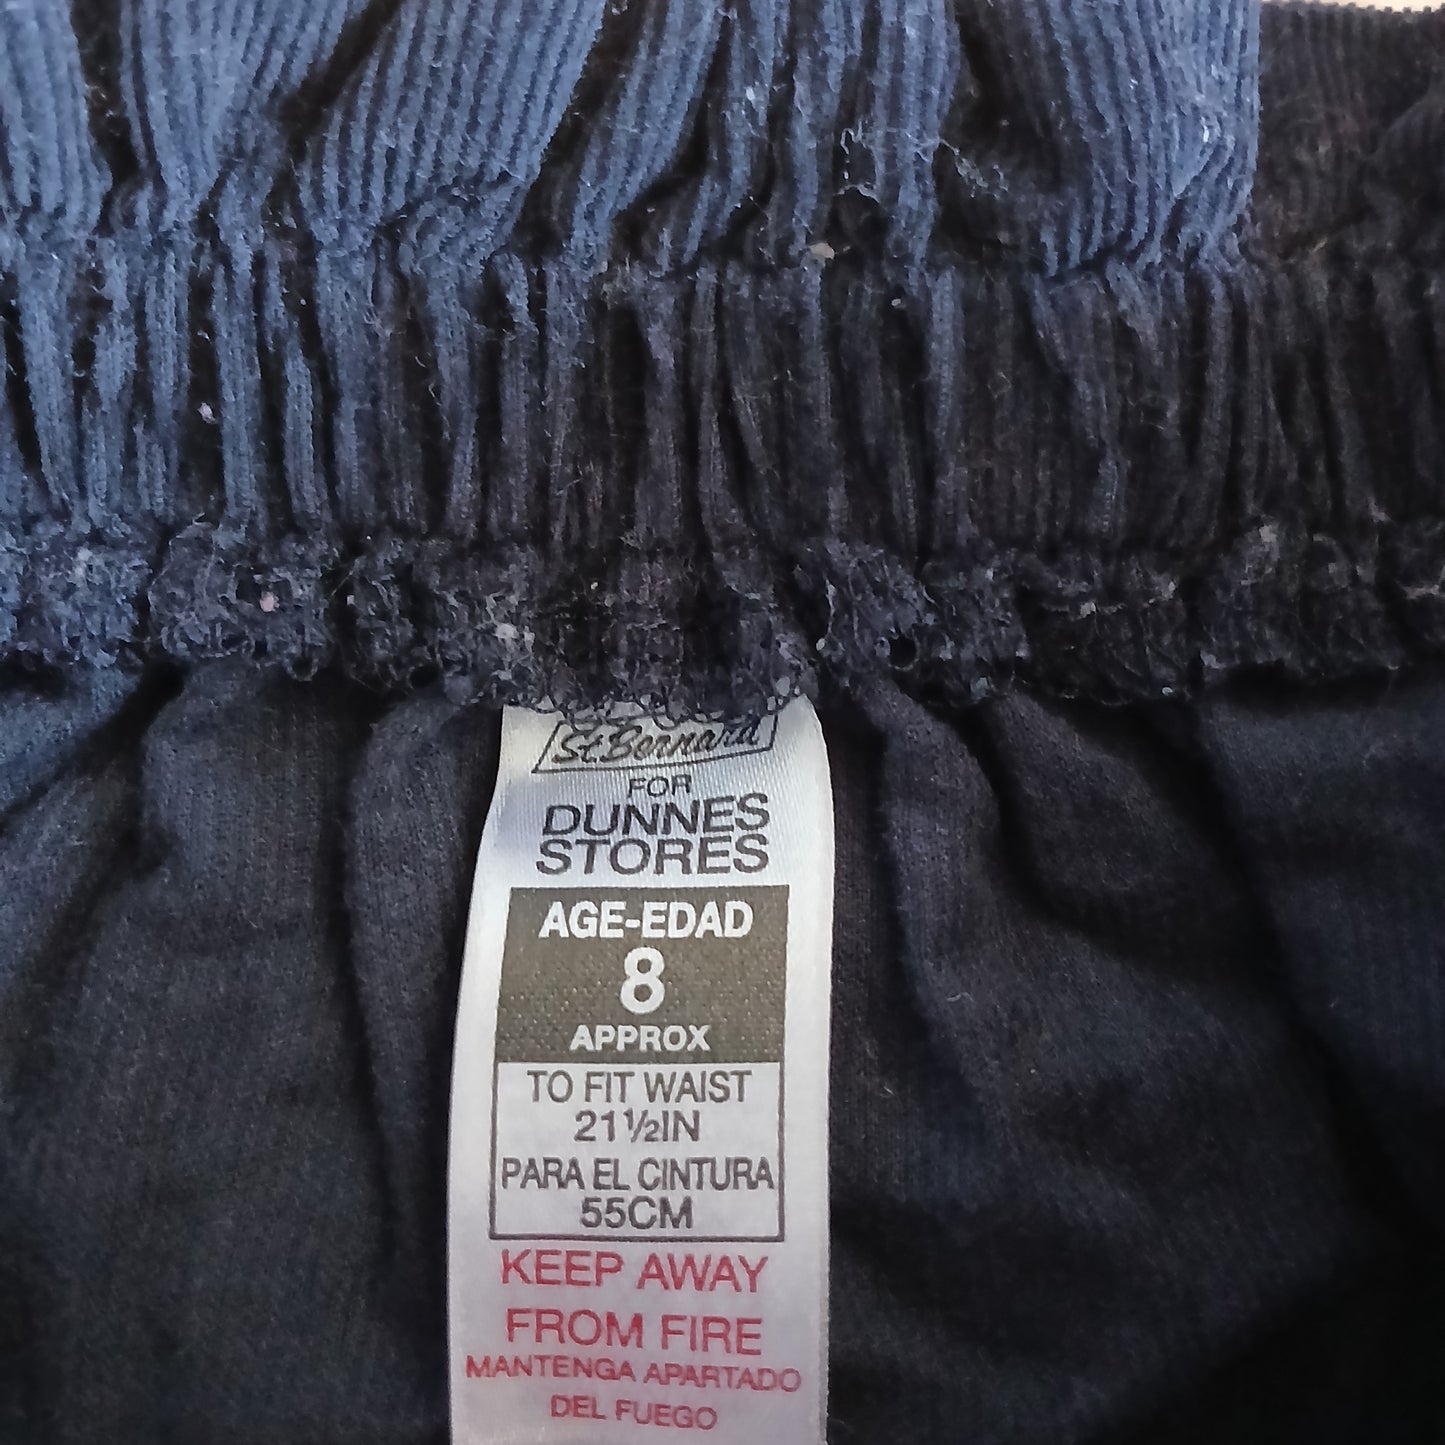 St. Bernard
FOR
DUNNES
STORES
AGE-EDAD
8
APPROX
TO FIT WAIST
21½IN
PARA EL CINTURA
55CM
KEEP AWAY
FROM FIRE
MANTENGA APARTADO
DEL FUEGO